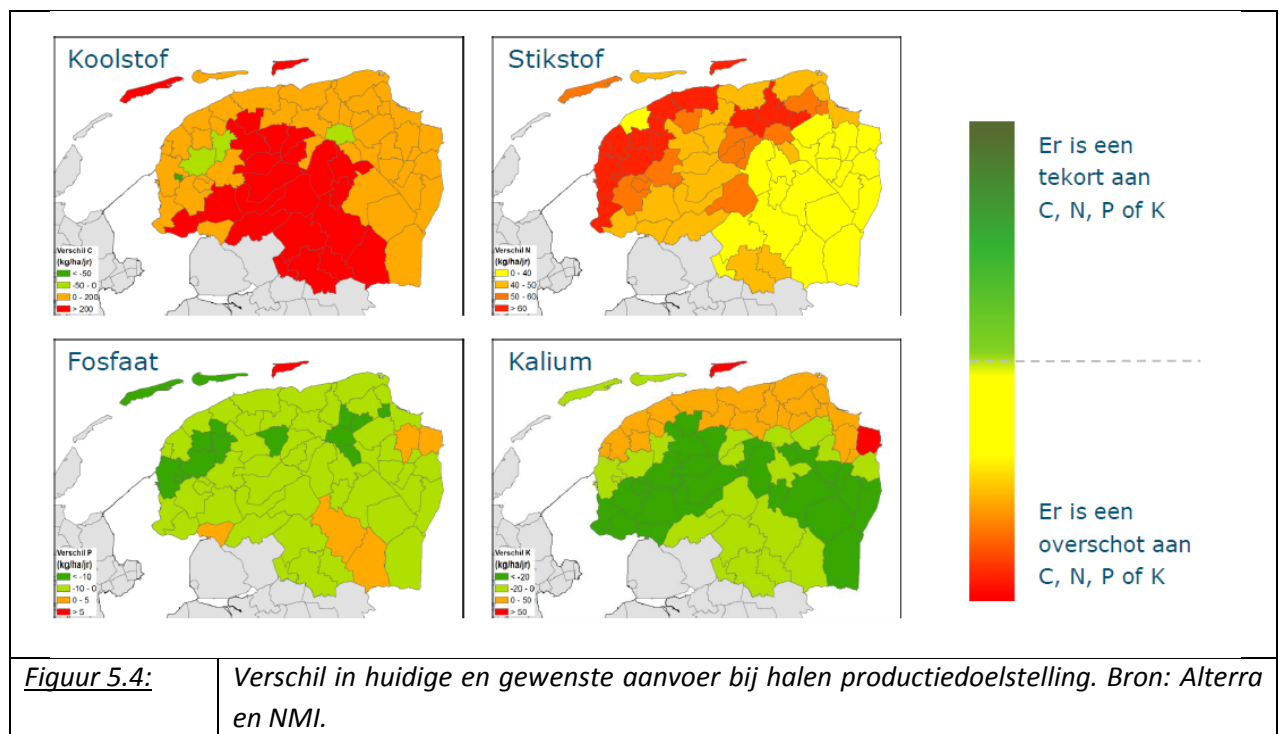 Koolstof
Verschil C
(kg/ha/jr)
< -50
-50 - 0
0 - 200
> 200
Stikstof
Verschil N
(kg/ha/jr)
0 - 40
40 - 50
50 - 60
> 60
Fosfaat
Verschil P
(kg/ha/jr)
< -10
-10 - 0
0 - 5
> 5
Kalium
Verschil K
(kg/ha/jr)
< -20
-20 - 0
0 - 50
> 50
Er is een
tekort aan
C, N, P of K
Er is een
overschot aan
C, N, P of K
Figuur 5.4:
Verschil in huidige en gewenste aanvoer bij halen productiedoelstelling. Bron: Alterra
en NMI.